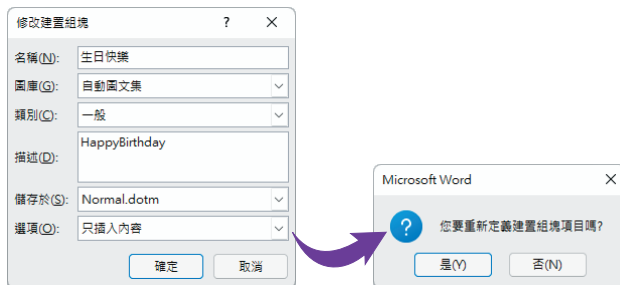 修改建置組塊 ?
名稱(N): 生日快樂
圖庫(G): 自動圖文集
類別(C): 一般
描述(D): HappyBirthday
儲存於(S): Normal.dotm
選項(O): 只插入內容
確定 取消
Microsoft Word
您要重新定義建置組塊項目嗎?
是(Y) 否(N)